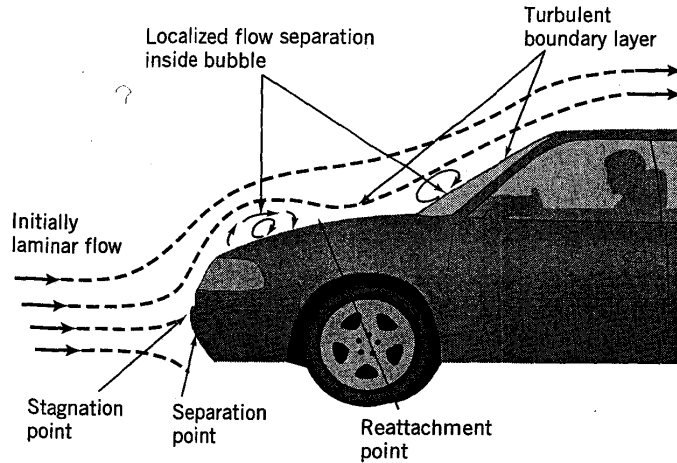 Localized flow separation
inside bubble
Turbulent
boundary layer
Initially
laminar flow
Stagnation
point
Separation
point
Reattachment
point